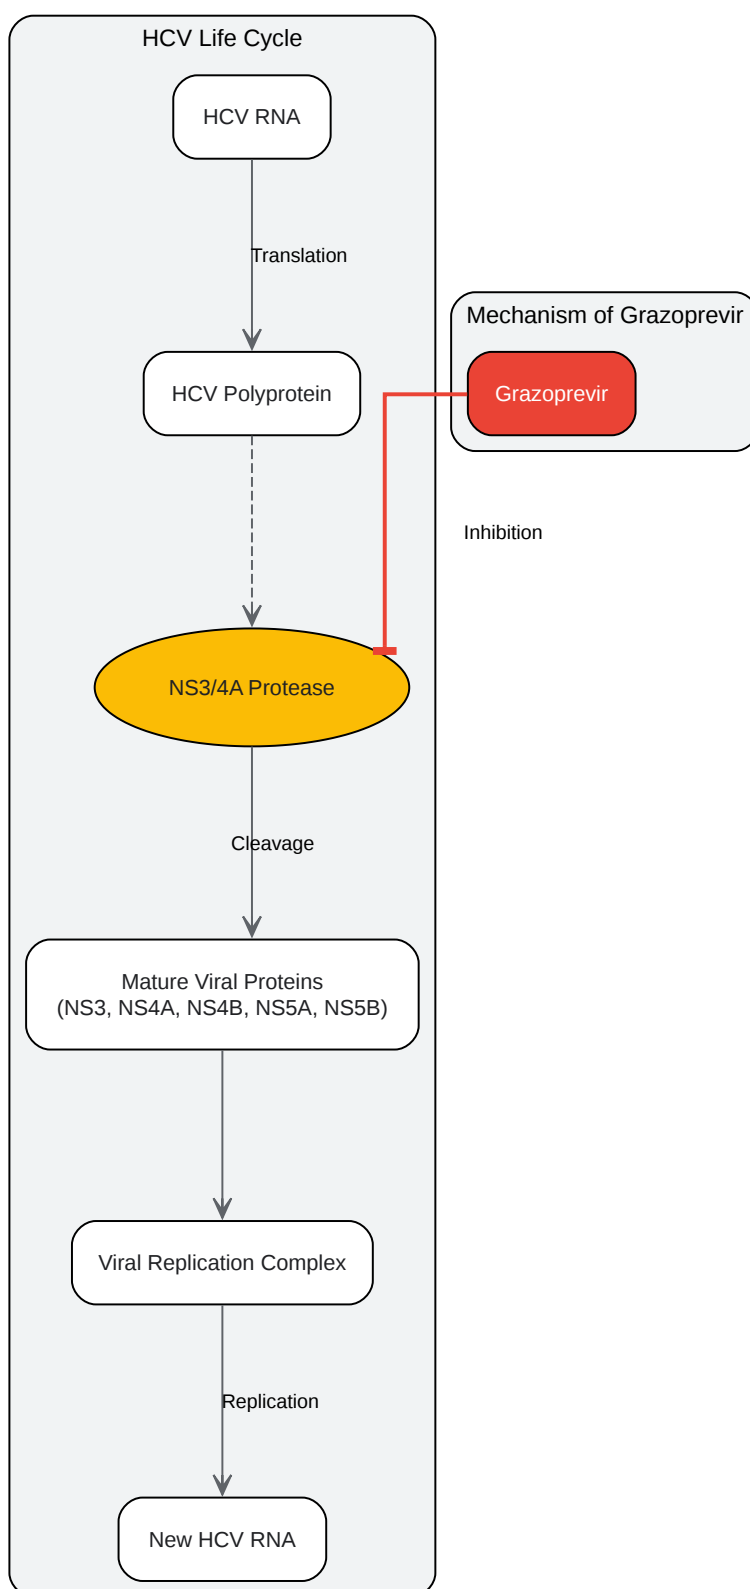 HCV Life Cycle
HCV RNA
Translation
Mechanism of Grazoprevir
HCV Polyprotein
Grazoprevir
Inhibition
NS3/4A Protease
Cleavage
Mature Viral Proteins
(NS3, NS4A, NS4B, NS5A, NS5B)
Viral Replication Complex
Replication
New HCV RNA